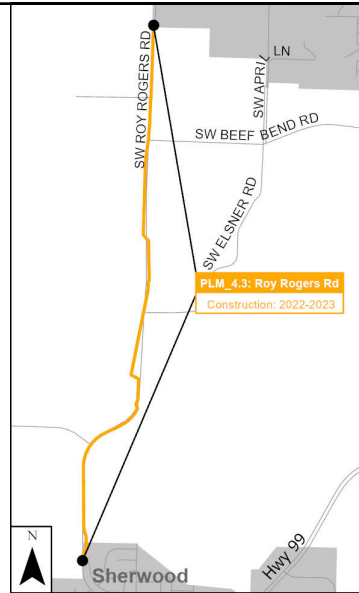 SW ROY ROGERS RD
LN
SW APRIL
SW BEEF BEND RD
SW ELSNER RD
PLM_4.3: Roy Rogers Rd
Construction: 2022-2023
Hwy 99
N
Sherwood